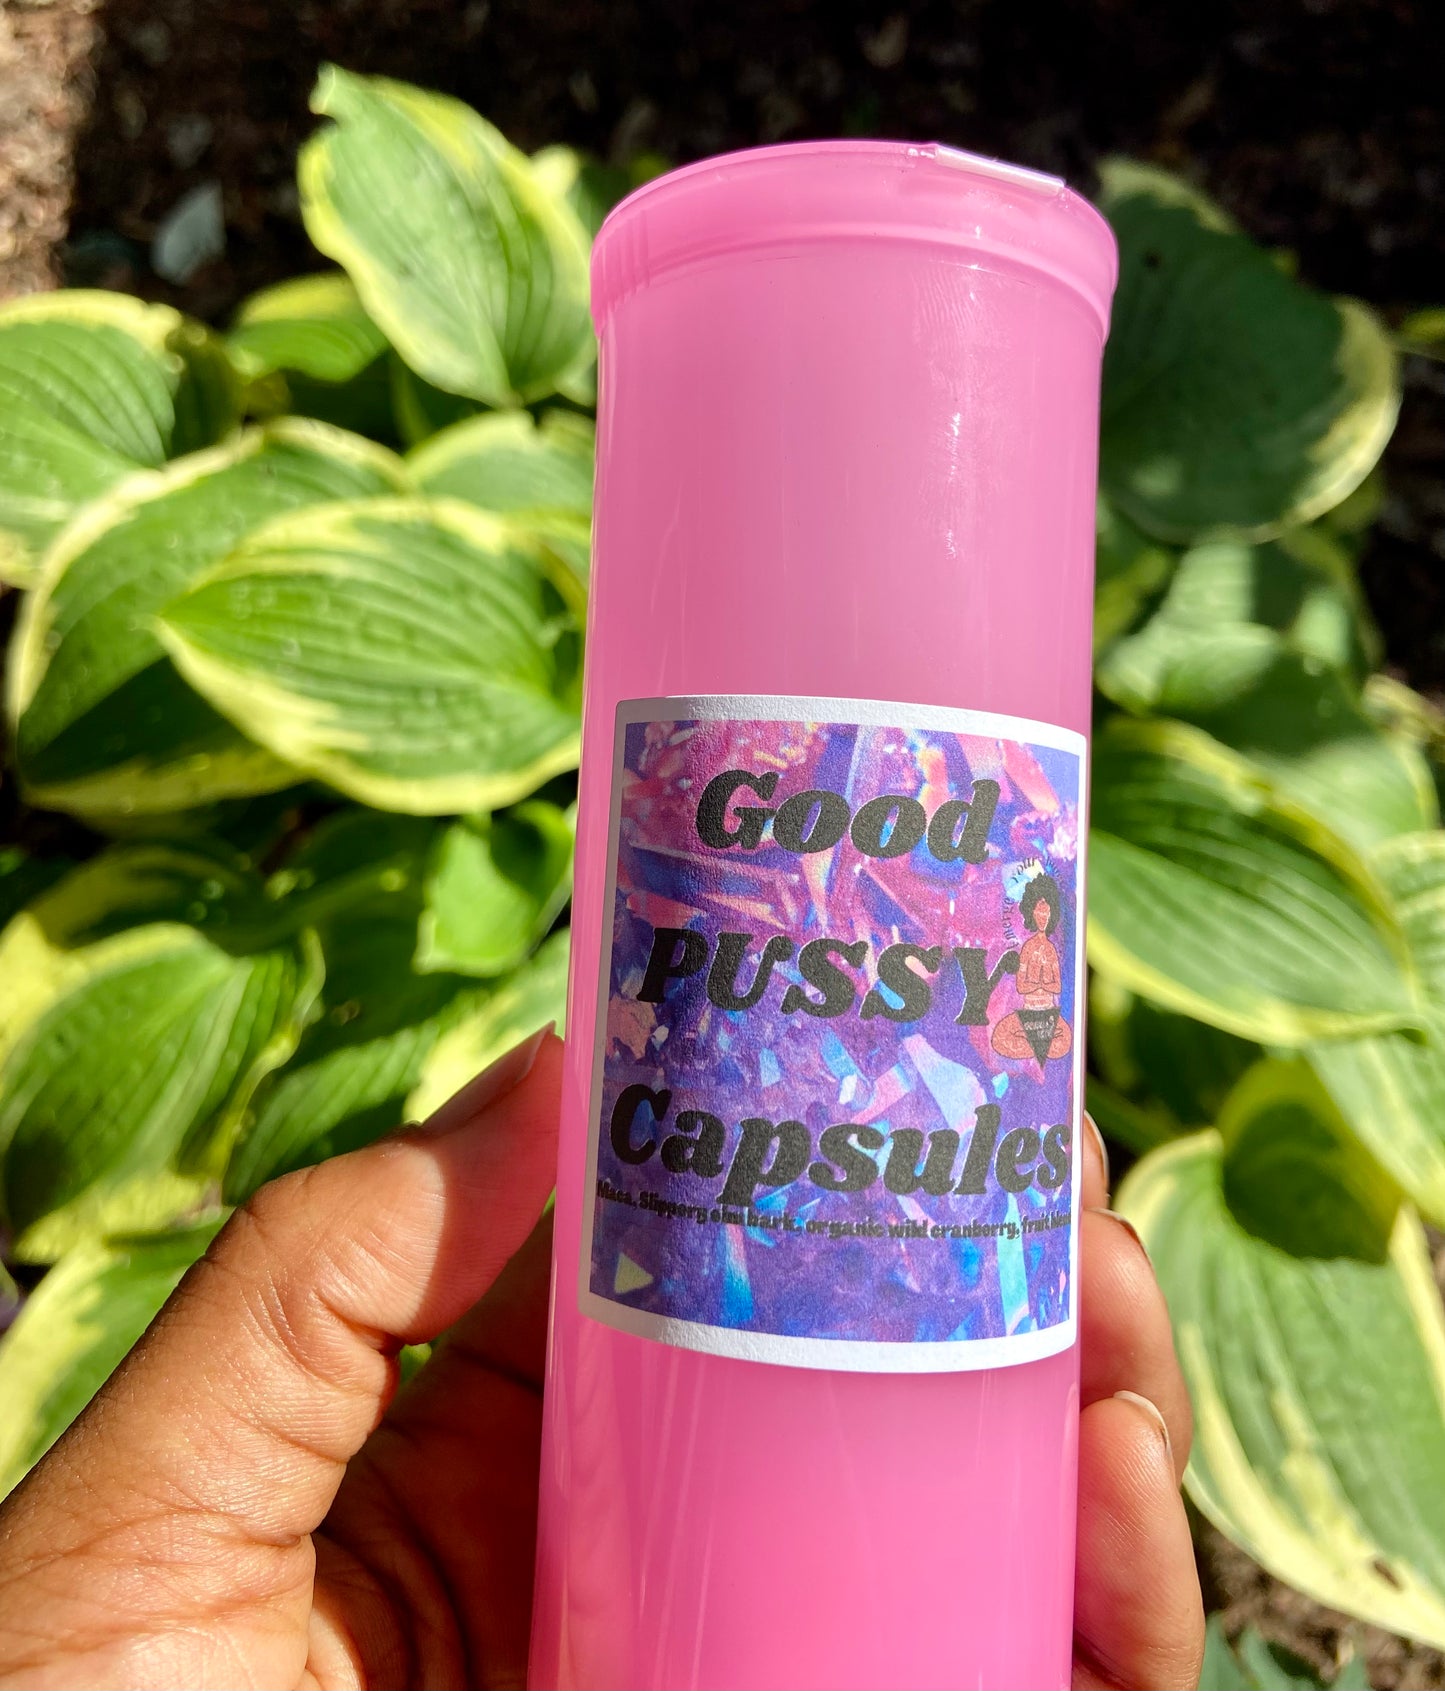 Good
PUSSY
Capsules
Maca, Slippery elm bark, organic wild cranberry, fruit blend